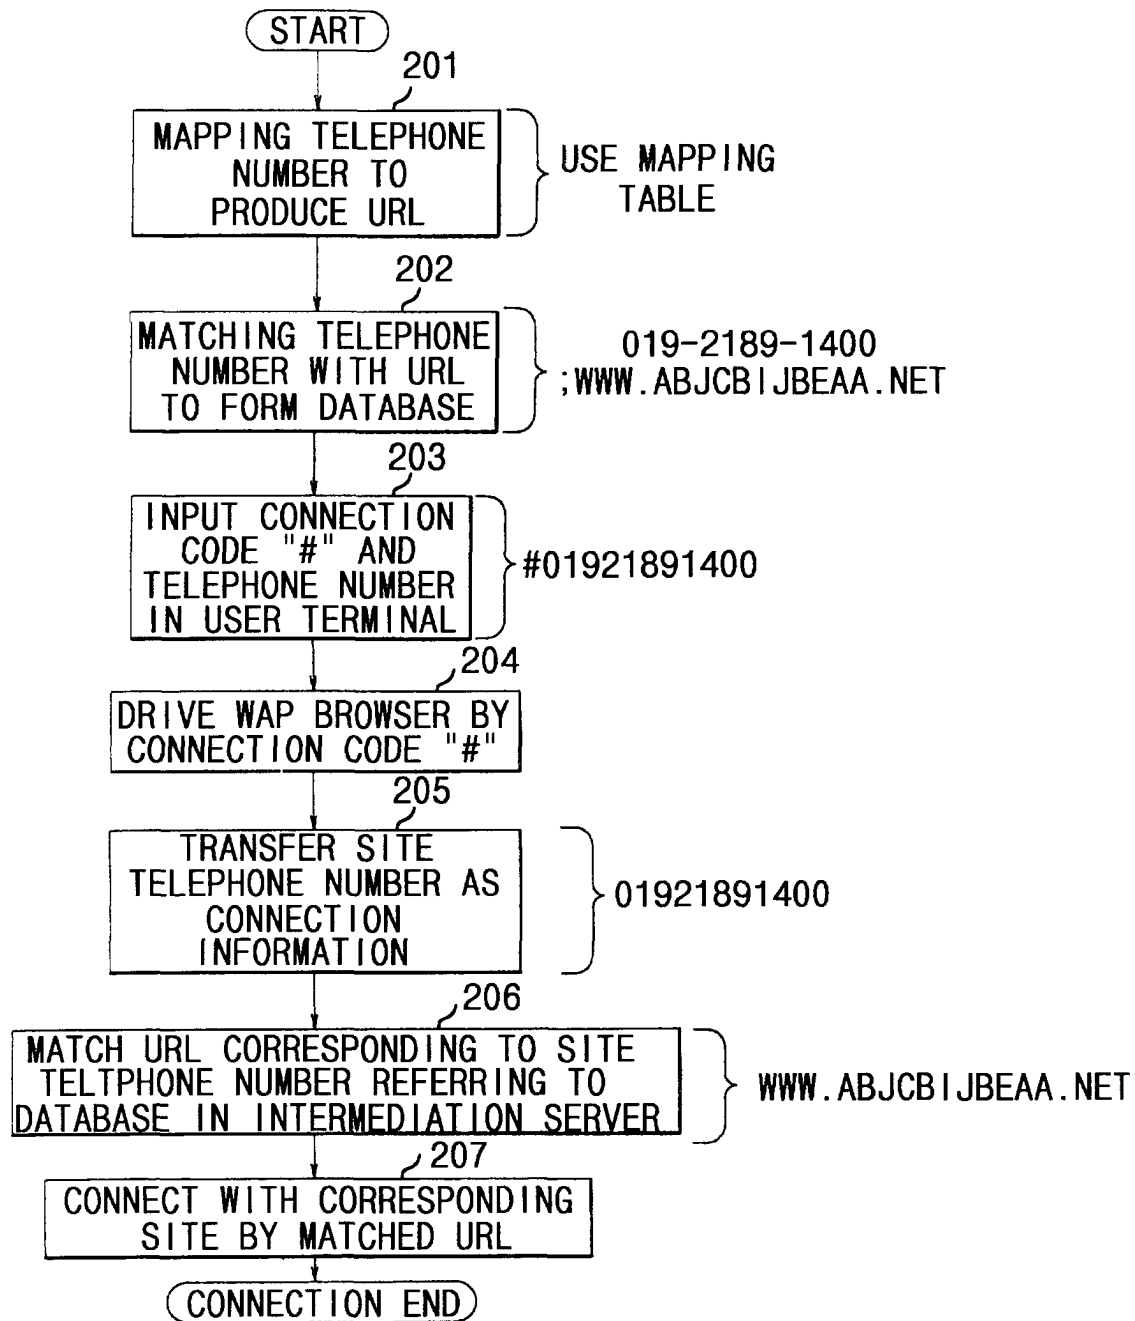 START
201
MAPPING TELEPHONE
NUMBER TO
PRODUCE URL
USE MAPPING
TABLE
202
MATCHING TELEPHONE
NUMBER WITH URL
TO FORM DATABASE
019-2189-1400
;WWW.ABJCBIJBEAA.NET
203
INPUT CONNECTION
CODE "#" AND
TELEPHONE NUMBER
IN USER TERMINAL
#01921891400
204
DRIVE WAP BROWSER BY
CONNECTION CODE "#"
205
TRANSFER SITE
TELEPHONE NUMBER AS
CONNECTION
INFORMATION
01921891400
206
MATCH URL CORRESPONDING TO SITE
TELTPHONE NUMBER REFERRING TO
DATABASE IN INTERMEDIATION SERVER
WWW.ABJCBIJBEAA.NET
207
CONNECT WITH CORRESPONDING
SITE BY MATCHED URL
CONNECTION END